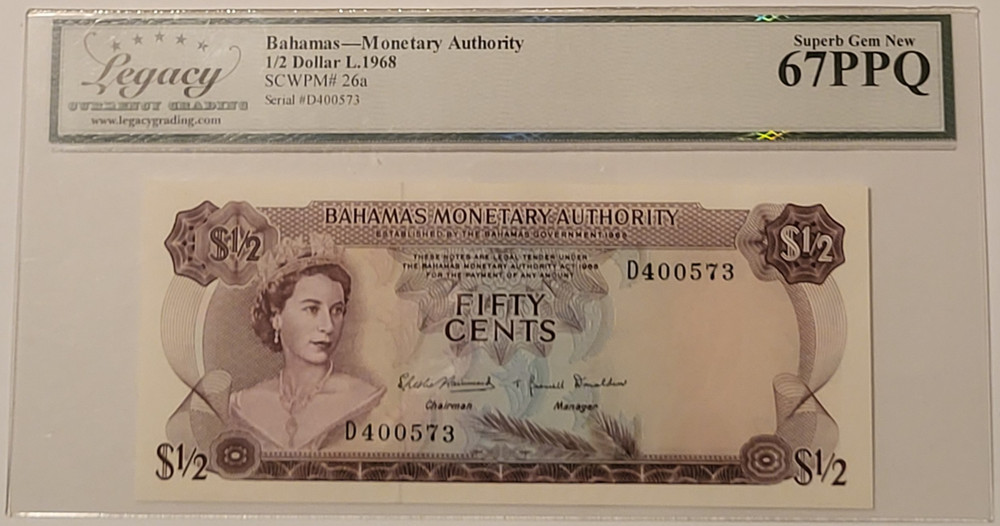 Legacy
CURRENCY GRADING
www.legacygrading.com
Bahamas—Monetary Authority
1/2 Dollar L.1968
SCWPM# 26a
Serial #D400573
Superb Gem New
67PPQ
BAHAMAS MONETARY AUTHORITY
ESTABLISHED BY THE BAHAMAS GOVERNMENT 1968
$1/2
$1/2
THESE NOTES ARE LEGAL TENDER UNDER
THE BAHAMAS MONETARY AUTHORITY ACT 1968
FOR THE PAYMENT OF ANY AMOUNT
D400573
FIFTY
CENTS
Chairman
Manager
D400573
$1/2
$1/2